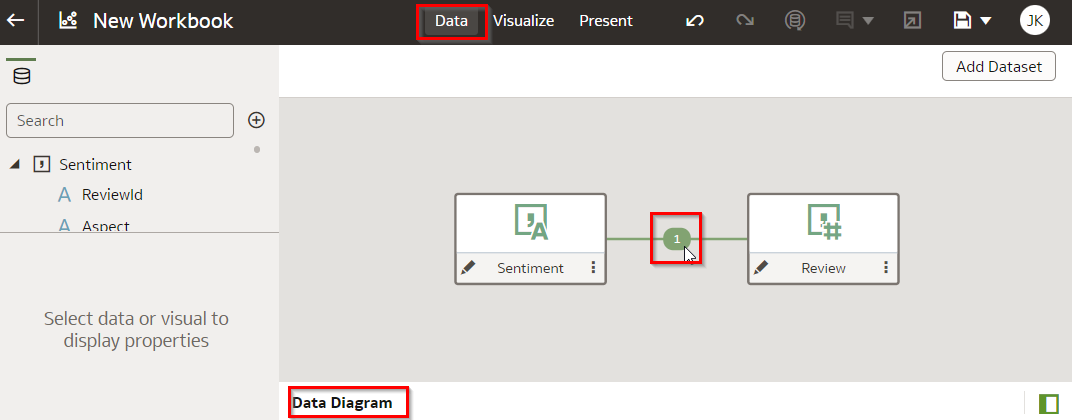 New Workbook
Data Visualize Present
JK
Add Dataset
Search
Sentiment
A ReviewId
A Aspect
Select data or visual to
display properties
A
Sentiment
1
#
Review
Data Diagram